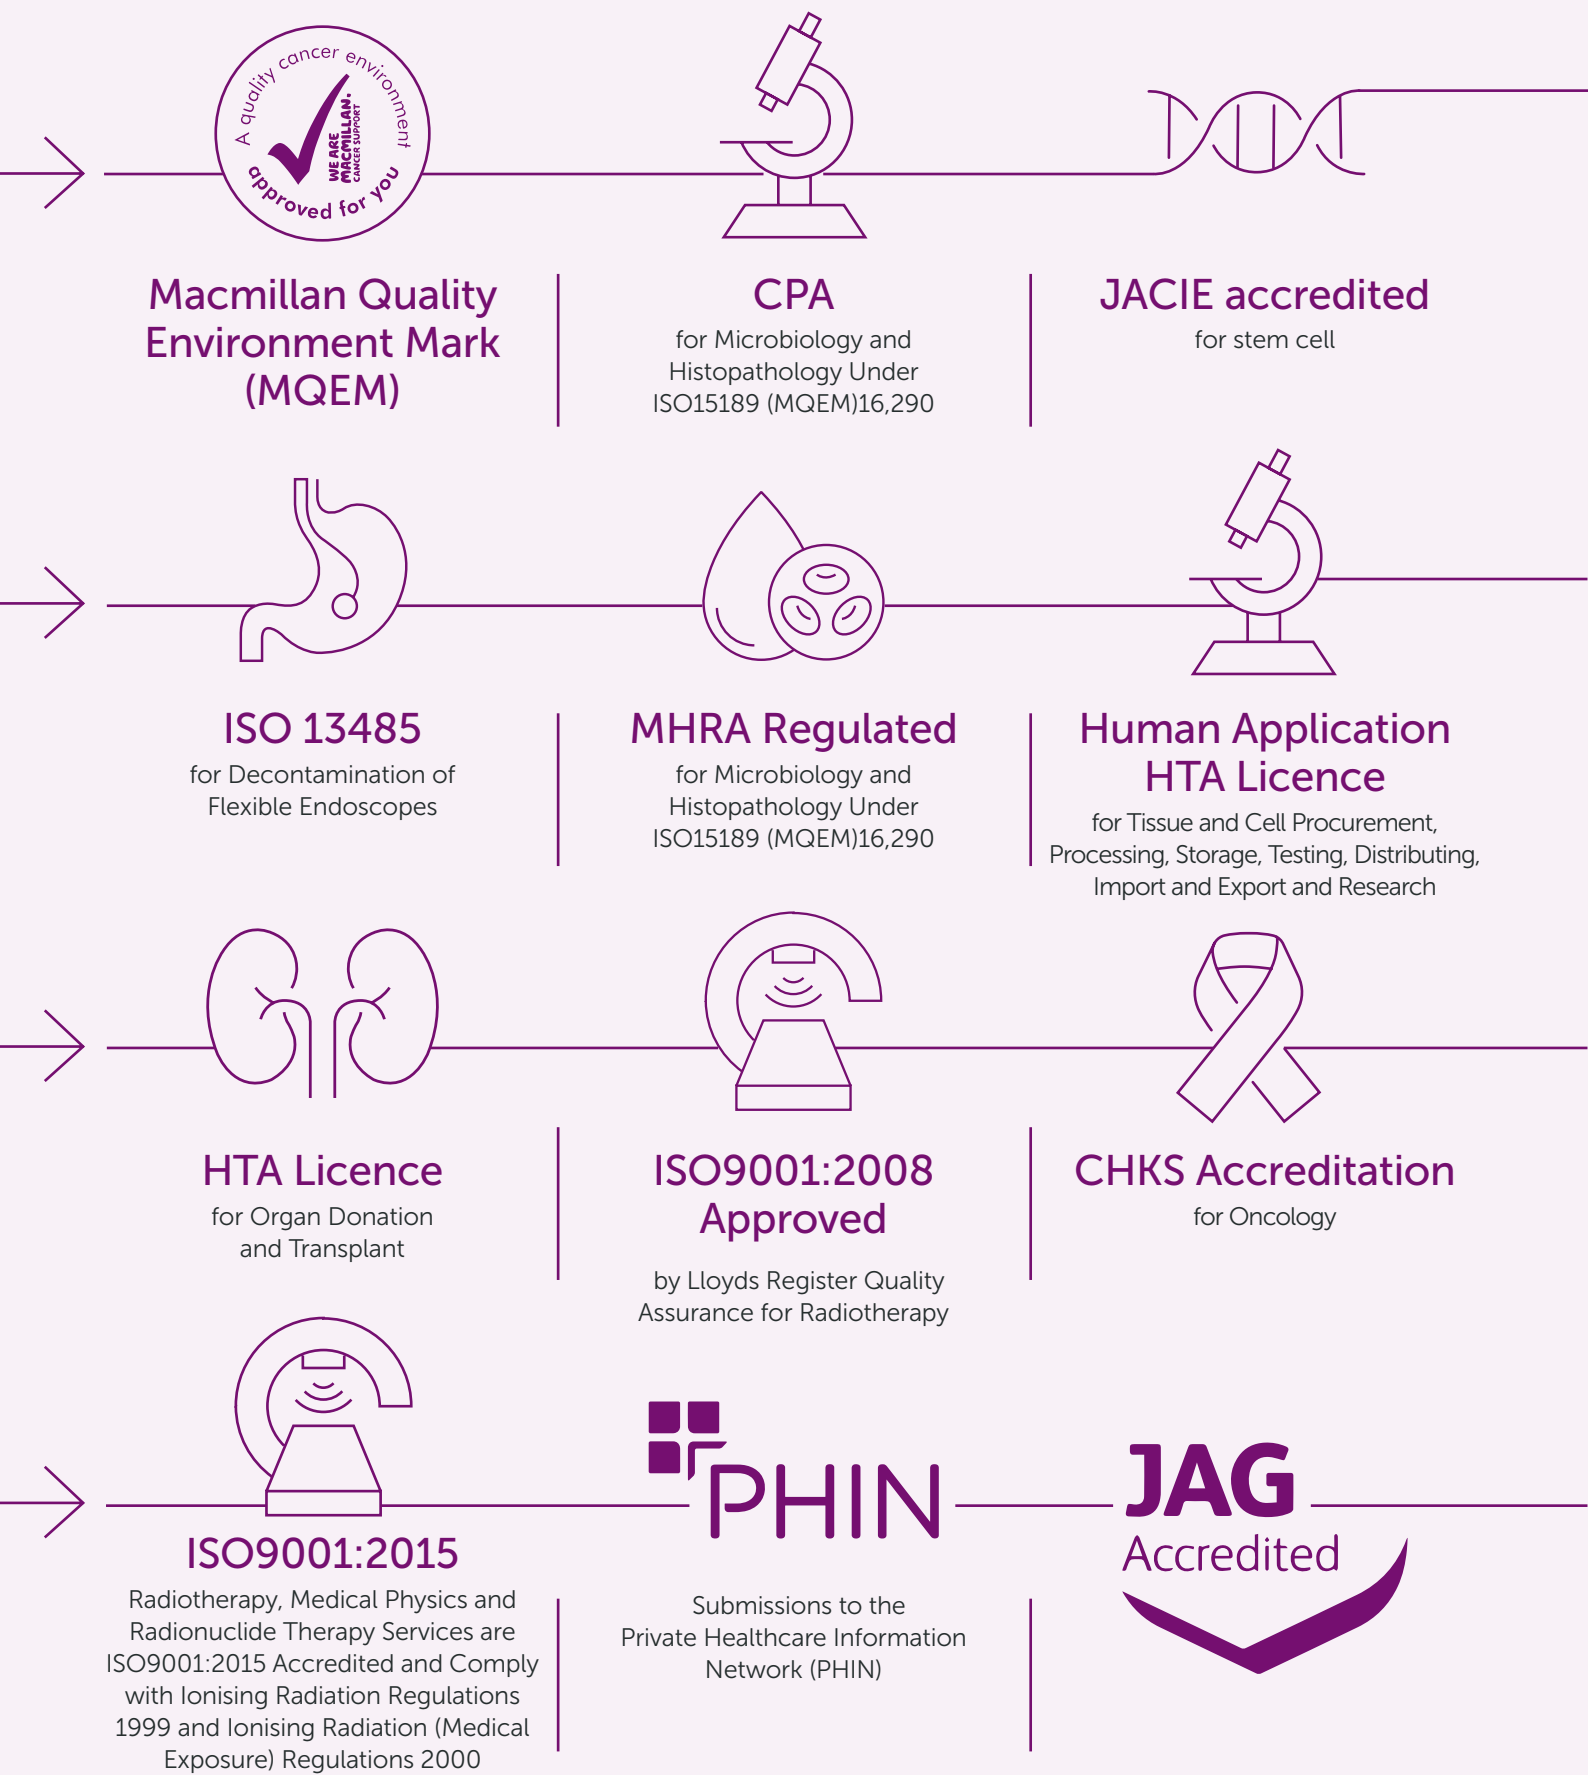 A quality cancer environment
WE ARE
MACMILLAN.
CANCER SUPPORT
approved for you
Macmillan Quality
Environment Mark
(MQEM)
CPA
for Microbiology and
Histopathology Under
ISO15189 (MQEM)16,290
JACIE accredited
for stem cell
ISO 13485
for Decontamination of
Flexible Endoscopes
MHRA Regulated
for Microbiology and
Histopathology Under
ISO15189 (MQEM)16,290
Human Application
HTA Licence
for Tissue and Cell Procurement,
Processing, Storage, Testing, Distributing,
Import and Export and Research
HTA Licence
for Organ Donation
and Transplant
ISO9001:2008
Approved
by Lloyds Register Quality
Assurance for Radiotherapy
CHKS Accreditation
for Oncology
ISO9001:2015
Radiotherapy, Medical Physics and
Radionuclide Therapy Services are
ISO9001:2015 Accredited and Comply
with Ionising Radiation Regulations
1999 and Ionising Radiation (Medical
Exposure) Regulations 2000
PHIN
Submissions to the
Private Healthcare Information
Network (PHIN)
JAG
Accredited